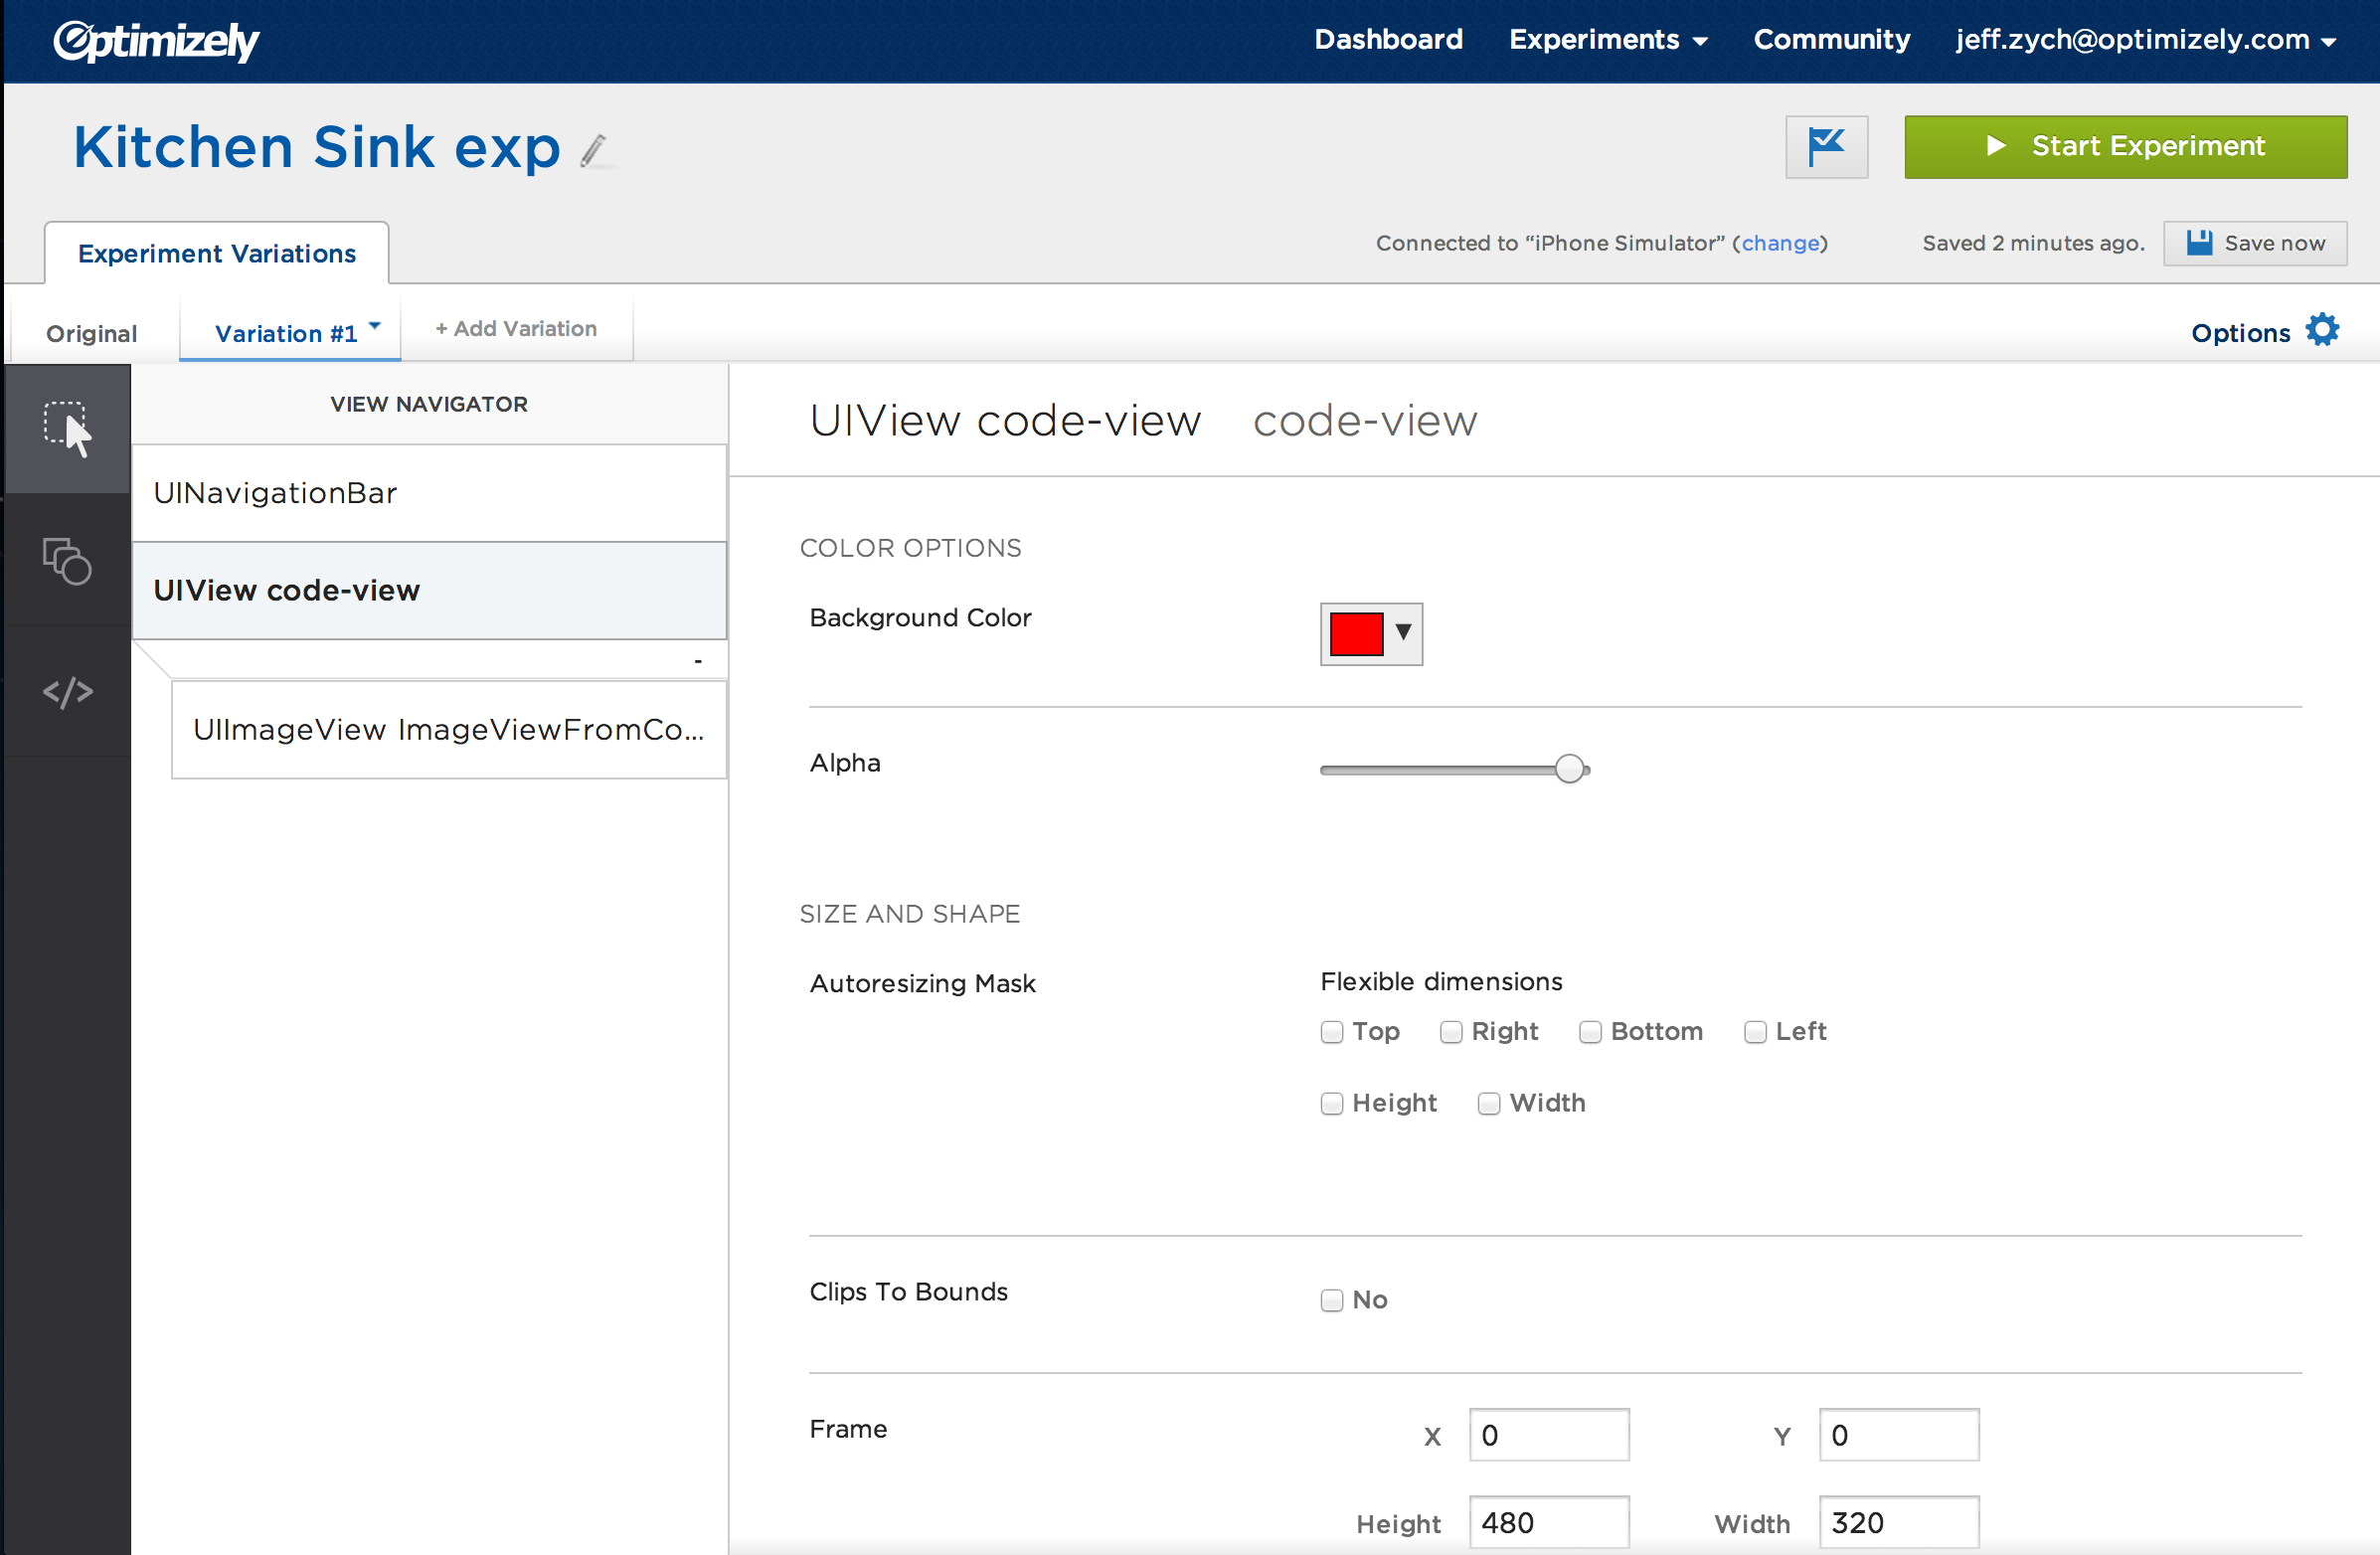 Optimizely
Dashboard Experiments Community jeff.zych@optimizely.com
Kitchen Sink exp
Start Experiment
Experiment Variations
Connected to “iPhone Simulator” (change)
Saved 2 minutes ago.
Save now
Original
Variation #1
+ Add Variation
Options
VIEW NAVIGATOR
UINavigationBar
UIView code-view
-
UIImageView ImageViewFromCo...
</>
UIView code-view code-view
COLOR OPTIONS
Background Color
Alpha
SIZE AND SHAPE
Autoresizing Mask
Flexible dimensions
Top Right Bottom Left
Height Width
Clips To Bounds
No
Frame
X 0 Y 0
Height 480 Width 320